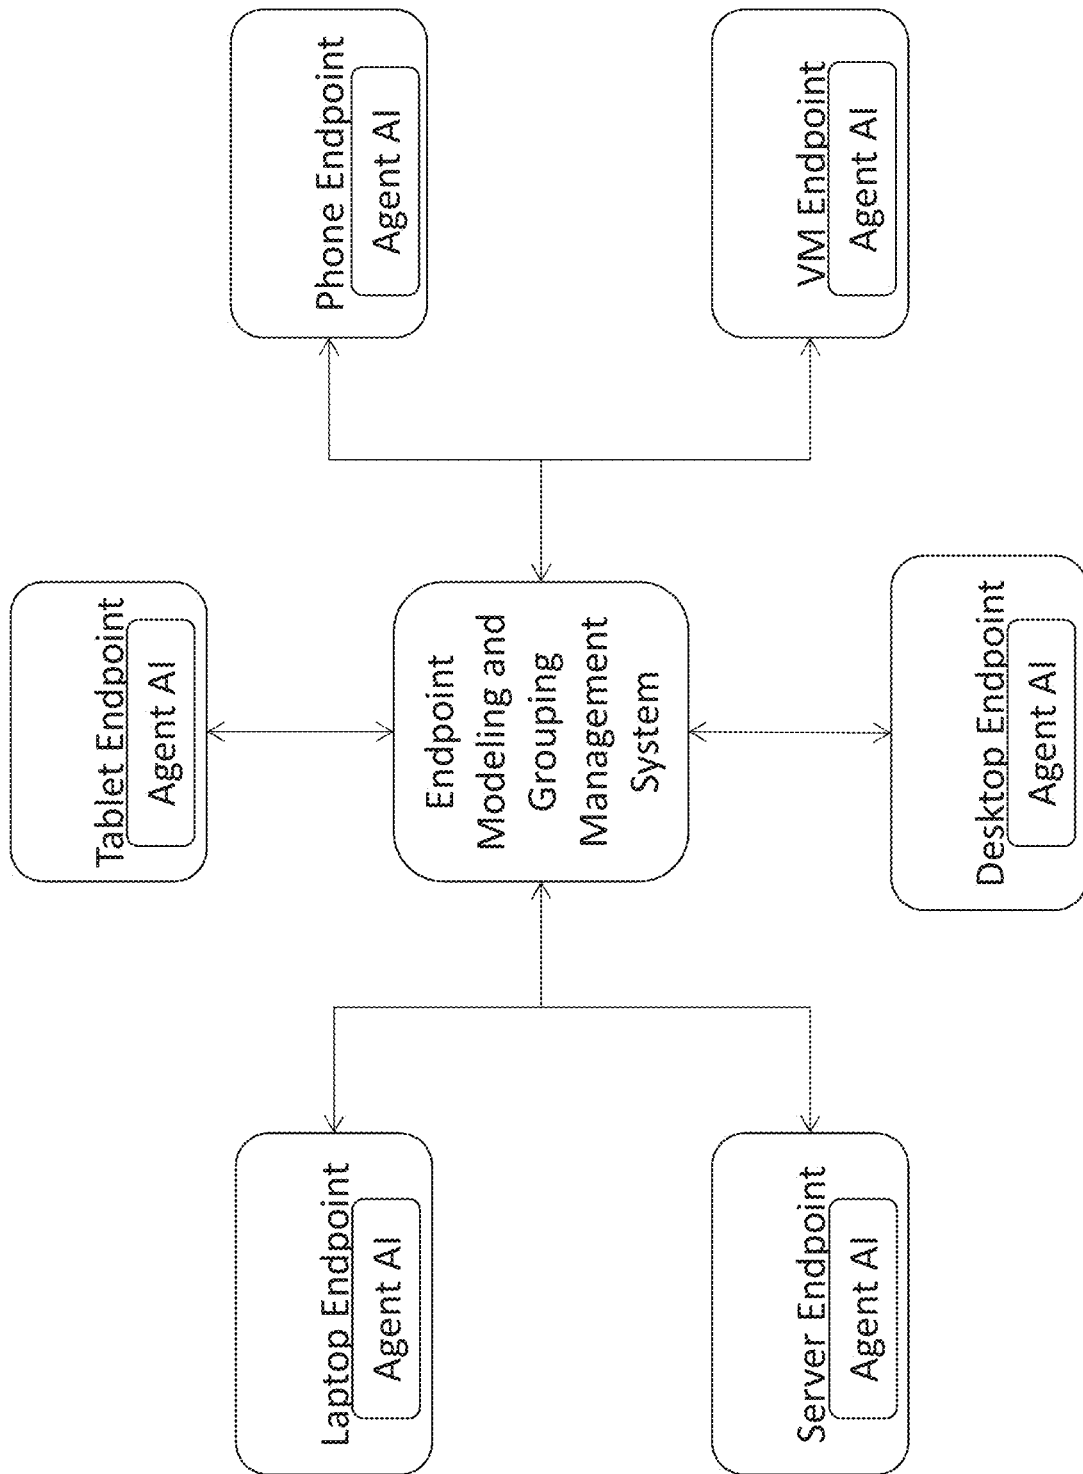 Tablet Endpoint
Agent AI
Laptop Endpoint
Agent AI
Phone Endpoint
Agent AI
Endpoint
Modeling and
Grouping
Management
System
Server Endpoint
Agent AI
VM Endpoint
Agent AI
Desktop Endpoint
Agent AI